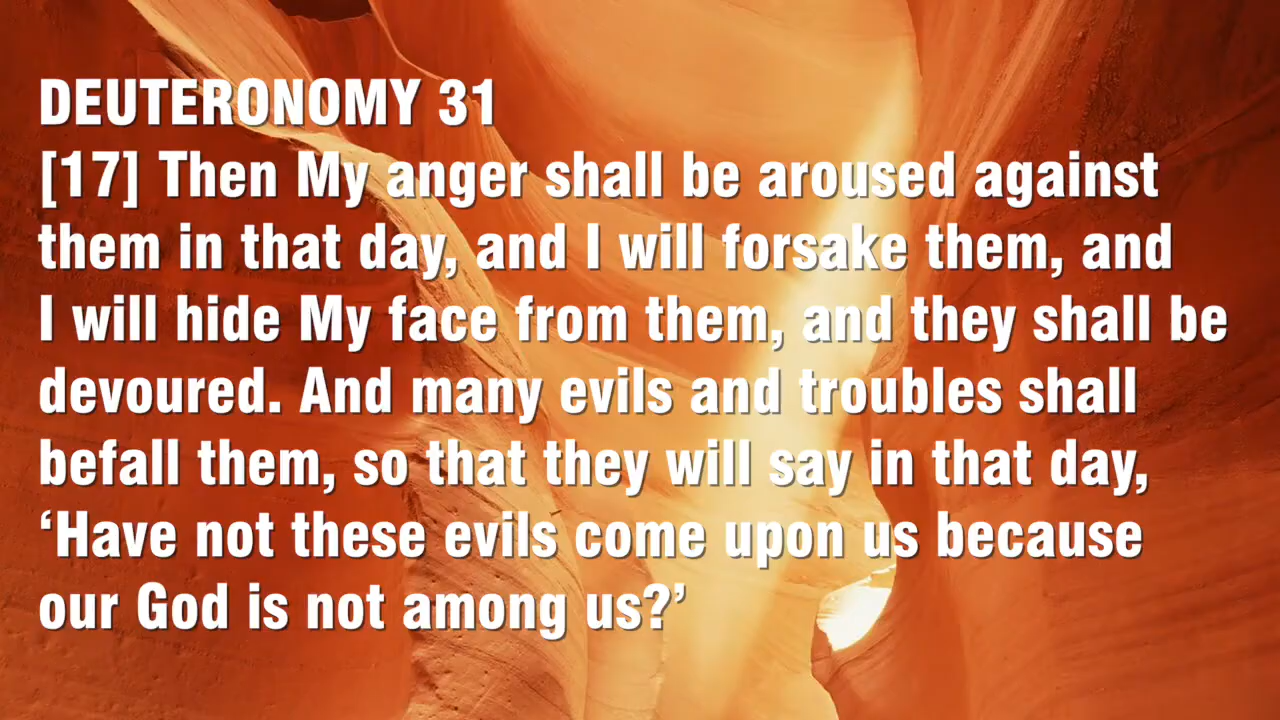 DEUTERONOMY 31
[17] Then My anger shall be aroused against
them in that day, and I will forsake them, and
I will hide My face from them, and they shall be
devoured. And many evils and troubles shall
befall them, so that they will say in that day,
‘Have not these evils come upon us because
our God is not among us?’